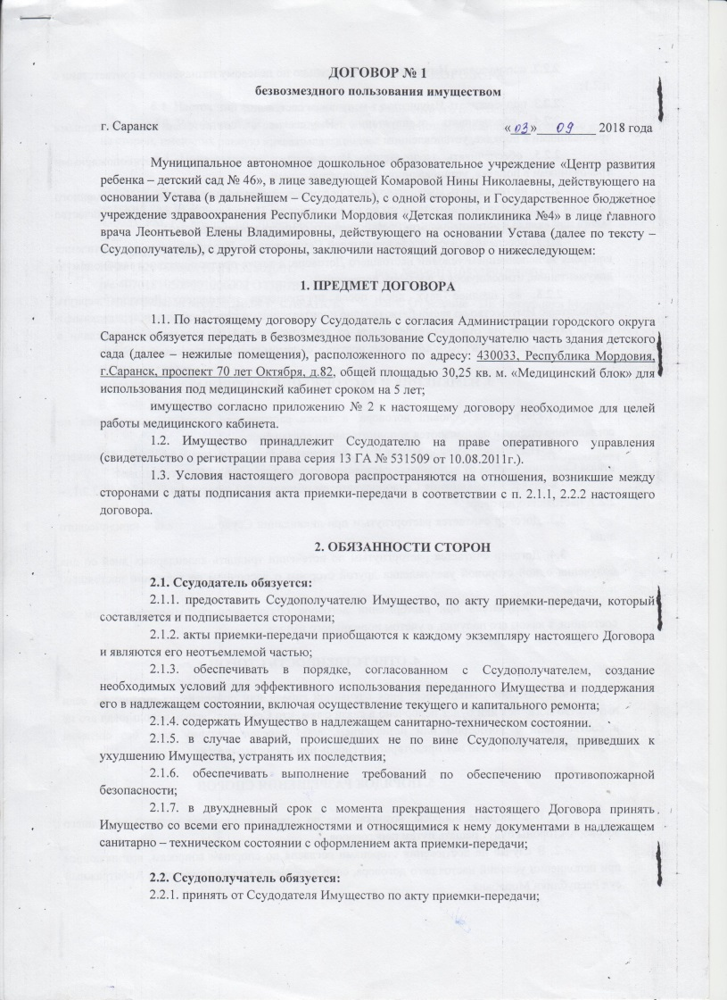 ДОГОВОР № 1
безвозмездного пользования имуществом
г. Саранск «03» 09 2018 года
Муниципальное автономное дошкольное образовательное учреждение «Центр развития
ребенка – детский сад № 46», в лице заведующей Комаровой Нины Николаевны, действующего на
основании Устава (в дальнейшем – Ссудодатель), с одной стороны, и Государственное бюджетное
учреждение здравоохранения Республики Мордовия «Детская поликлиника №4» в лице главного
врача Леонтьевой Елены Владимировны, действующего на основании Устава (далее по тексту –
Ссудополучатель), с другой стороны, заключили настоящий договор о нижеследующем:
1. ПРЕДМЕТ ДОГОВОРА
1.1. По настоящему договору Ссудодатель с согласия Администрации городского округа
Саранск обязуется передать в безвозмездное пользование Ссудополучателю часть здания детского
сада (далее – нежилые помещения), расположенного по адресу: 430033, Республика Мордовия,
г.Саранск, проспект 70 лет Октября, д.82, общей площадью 30,25 кв. м. «Медицинский блок» для
использования под медицинский кабинет сроком на 5 лет;
имущество согласно приложению № 2 к настоящему договору необходимое для целей
работы медицинского кабинета.
1.2. Имущество принадлежит Ссудодателю на праве оперативного управления
(свидетельство о регистрации права серия 13 ГА № 531509 от 10.08.2011г.).
1.3. Условия настоящего договора распространяются на отношения, возникшие между
сторонами с даты подписания акта приемки-передачи в соответствии с п. 2.1.1, 2.2.2 настоящего
договора.
2. ОБЯЗАННОСТИ СТОРОН
2.1. Ссудодатель обязуется:
2.1.1. предоставить Ссудополучателю Имущество, по акту приемки-передачи, который
составляется и подписывается сторонами;
2.1.2. акты приемки-передачи приобщаются к каждому экземпляру настоящего Договора
и являются его неотъемлемой частью;
2.1.3. обеспечивать в порядке, согласованном с Ссудополучателем, создание
необходимых условий для эффективного использования переданного Имущества и поддержания
его в надлежащем состоянии, включая осуществление текущего и капитального ремонта;
2.1.4. содержать Имущество в надлежащем санитарно-техническом состоянии.
2.1.5. в случае аварий, происшедших не по вине Ссудополучателя, приведших к
ухудшению Имущества, устранять их последствия;
2.1.6. обеспечивать выполнение требований по обеспечению противопожарной
безопасности;
2.1.7. в двухдневный срок с момента прекращения настоящего Договора принять
Имущество со всеми его принадлежностями и относящимися к нему документами в надлежащем
санитарно – техническом состоянии с оформлением акта приемки-передачи;
2.2. Ссудополучатель обязуется:
2.2.1. принять от Ссудодателя Имущество по акту приемки-передачи;